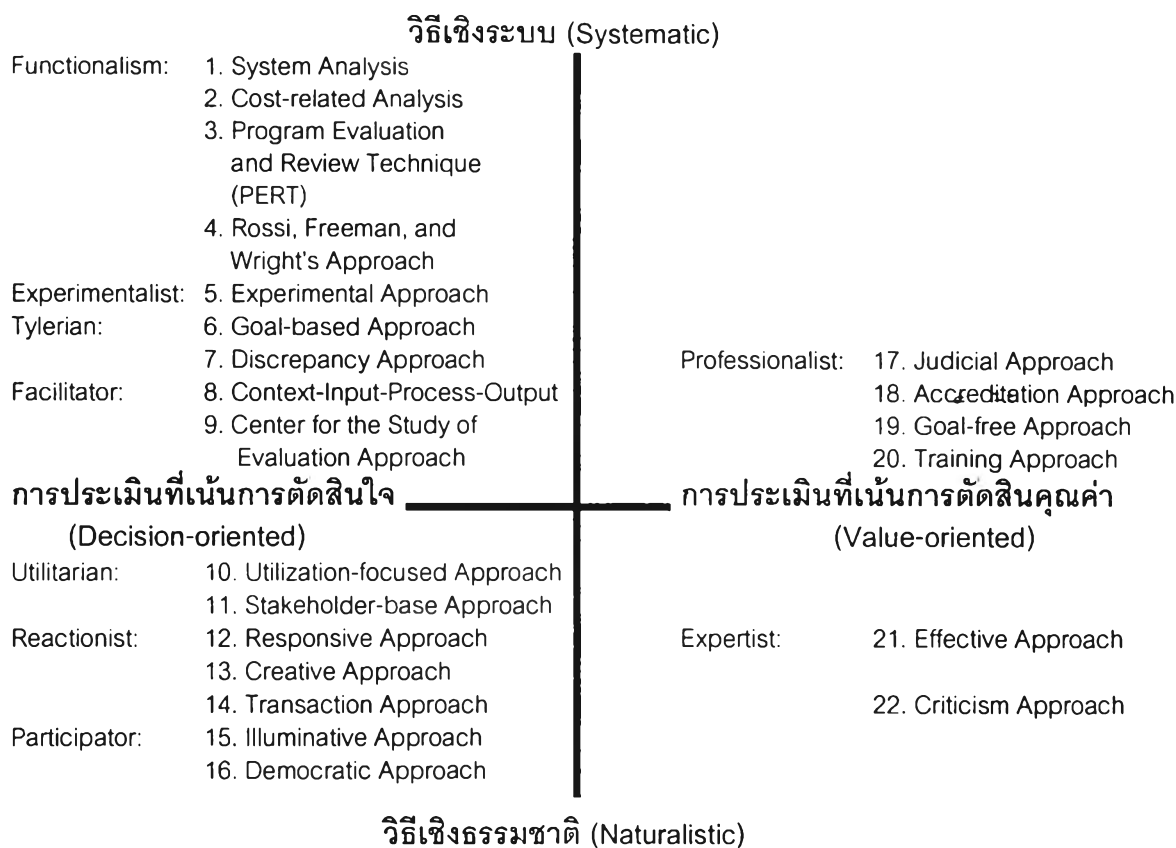 วิธีเชิงระบบ (Systematic)
Functionalism: 1. System Analysis
2. Cost-related Analysis
3. Program Evaluation
and Review Technique
(PERT)
4. Rossi, Freeman, and
Wright's Approach
Experimentalist: 5. Experimental Approach
Tylerian: 6. Goal-based Approach
7. Discrepancy Approach
Facilitator: 8. Context-Input-Process-Output
9. Center for the Study of
Evaluation Approach
Professionalist: 17. Judicial Approach
18. Accreditation Approach
19. Goal-free Approach
20. Training Approach
การประเมินที่เน้นการตัดสินใจ
(Decision-oriented)
การประเมินที่เน้นการตัดสินคุณค่า
(Value-oriented)
Utilitarian: 10. Utilization-focused Approach
11. Stakeholder-base Approach
Reactionist: 12. Responsive Approach
13. Creative Approach
14. Transaction Approach
Participator: 15. Illuminative Approach
16. Democratic Approach
Expertist: 21. Effective Approach
22. Criticism Approach
วิธีเชิงธรรมชาติ (Naturalistic)